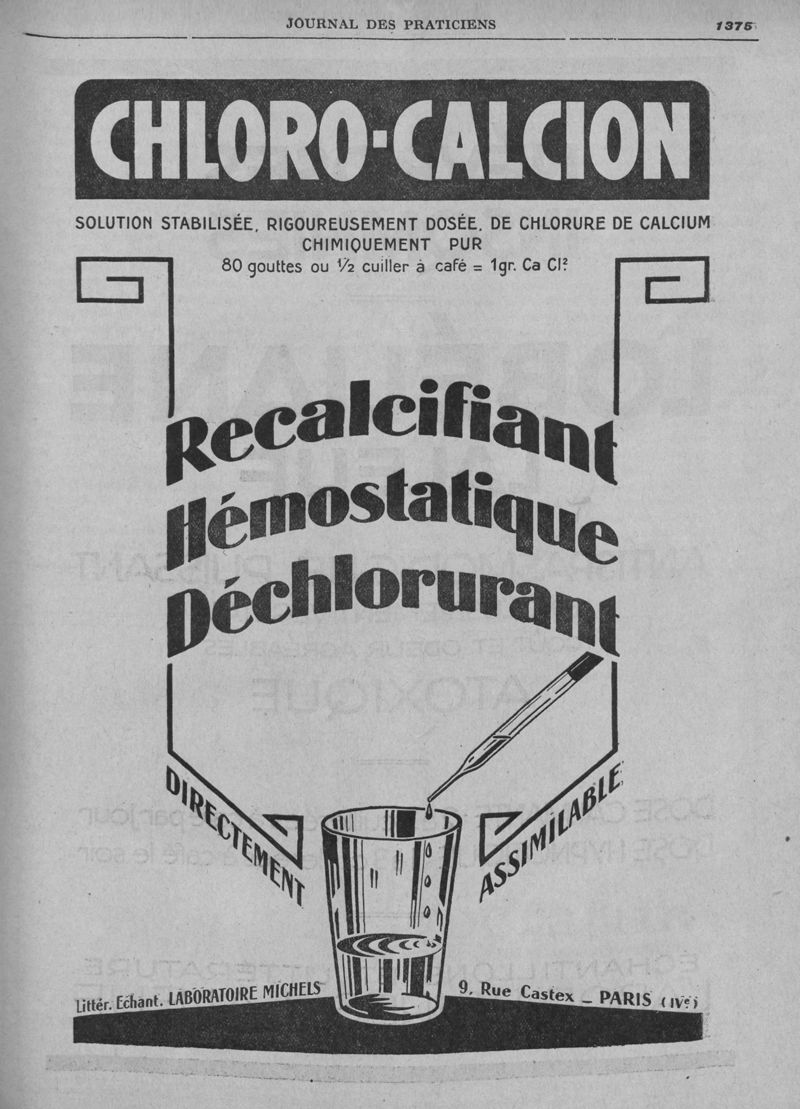 JOURNAL DES PRATICIENS 1375
CHLORO-CALCION
SOLUTION STABILISÉE, RIGOUREUSEMENT DOSÉE, DE CHLORURE DE CALCIUM
CHIMIQUEMENT PUR
80 gouttes ou ½ cuiller à café = 1gr. Ca Cl²
Recalcifiant
Hémostatique
Déchlorurant
DIRECTEMENT ASSIMILABLE
Littér. Echant. LABORATOIRE MICHELS 9, Rue Castex _ PARIS (IVe)